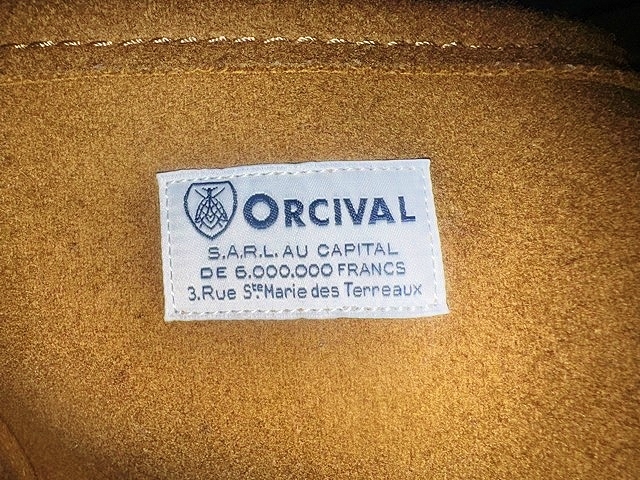 ORCIVAL
S.A.R.L. AU CAPITAL
DE 6.000.000 FRANCS
3.Rue Ste Marie des Terreaux